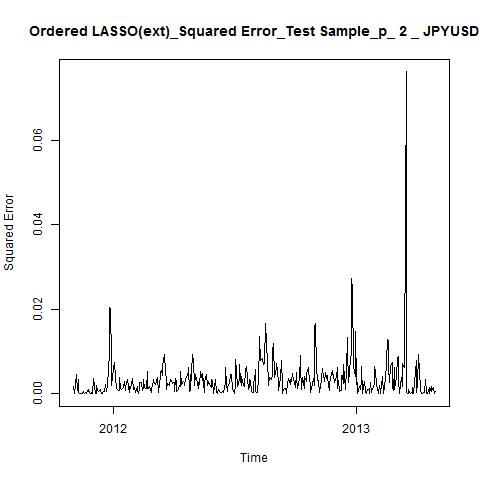 Ordered LASSO(ext)_Squared Error_Test Sample_p_ 2 _ JPYUSD
Squared Error
0.06
0.04
0.02
0.00
2012
2013
Time